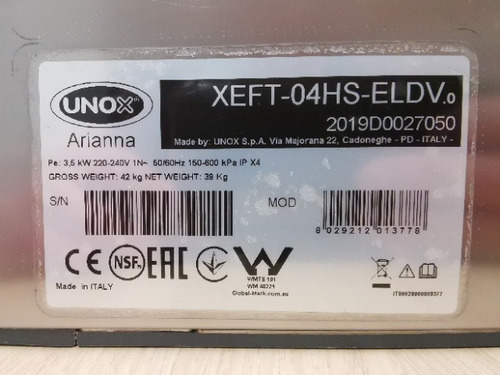 UNOX
Arianna
XEFT-04HS-ELDV.0
2019D0027050
Made by: UNOX S.p.A. Via Majorana 22, Cadoneghe - PD - ITALY -
Pe: 3,5 kW 220-240V 1N~ 50/60Hz 150-600 kPa IP X4
GROSS WEIGHT: 42 kg NET WEIGHT: 39 Kg
S/N
MOD
8 029212 013778
CE NSF EAC W
WMTS 101
WM 40271
Global-Mark.com.au
Made in ITALY